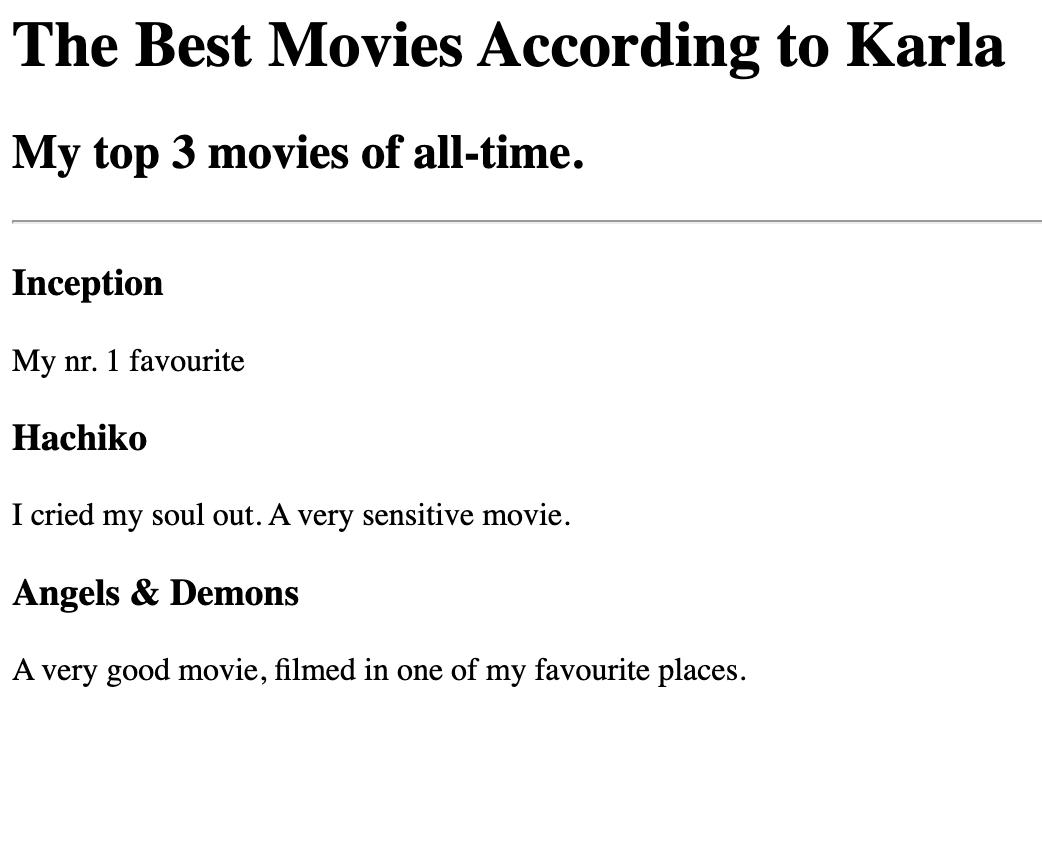 The Best Movies According to Karla
My top 3 movies of all-time.
Inception
My nr. 1 favourite
Hachiko
I cried my soul out. A very sensitive movie.
Angels & Demons
A very good movie, filmed in one of my favourite places.